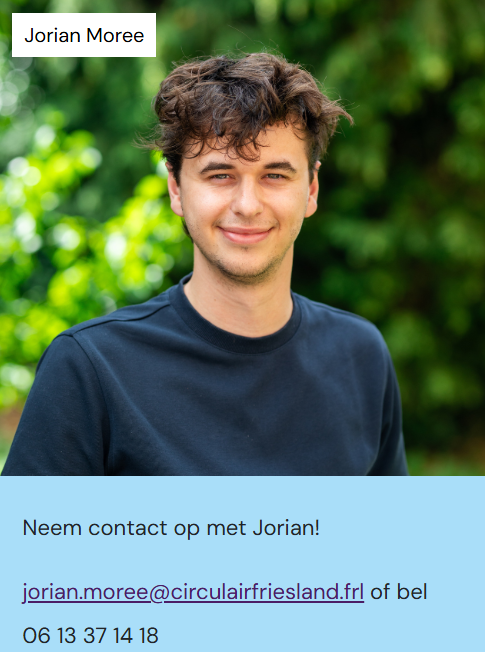 Jorian Moree
Neem contact op met Jorian!
jorian.moree@circulairfriesland.frl of bel
06 13 37 14 18